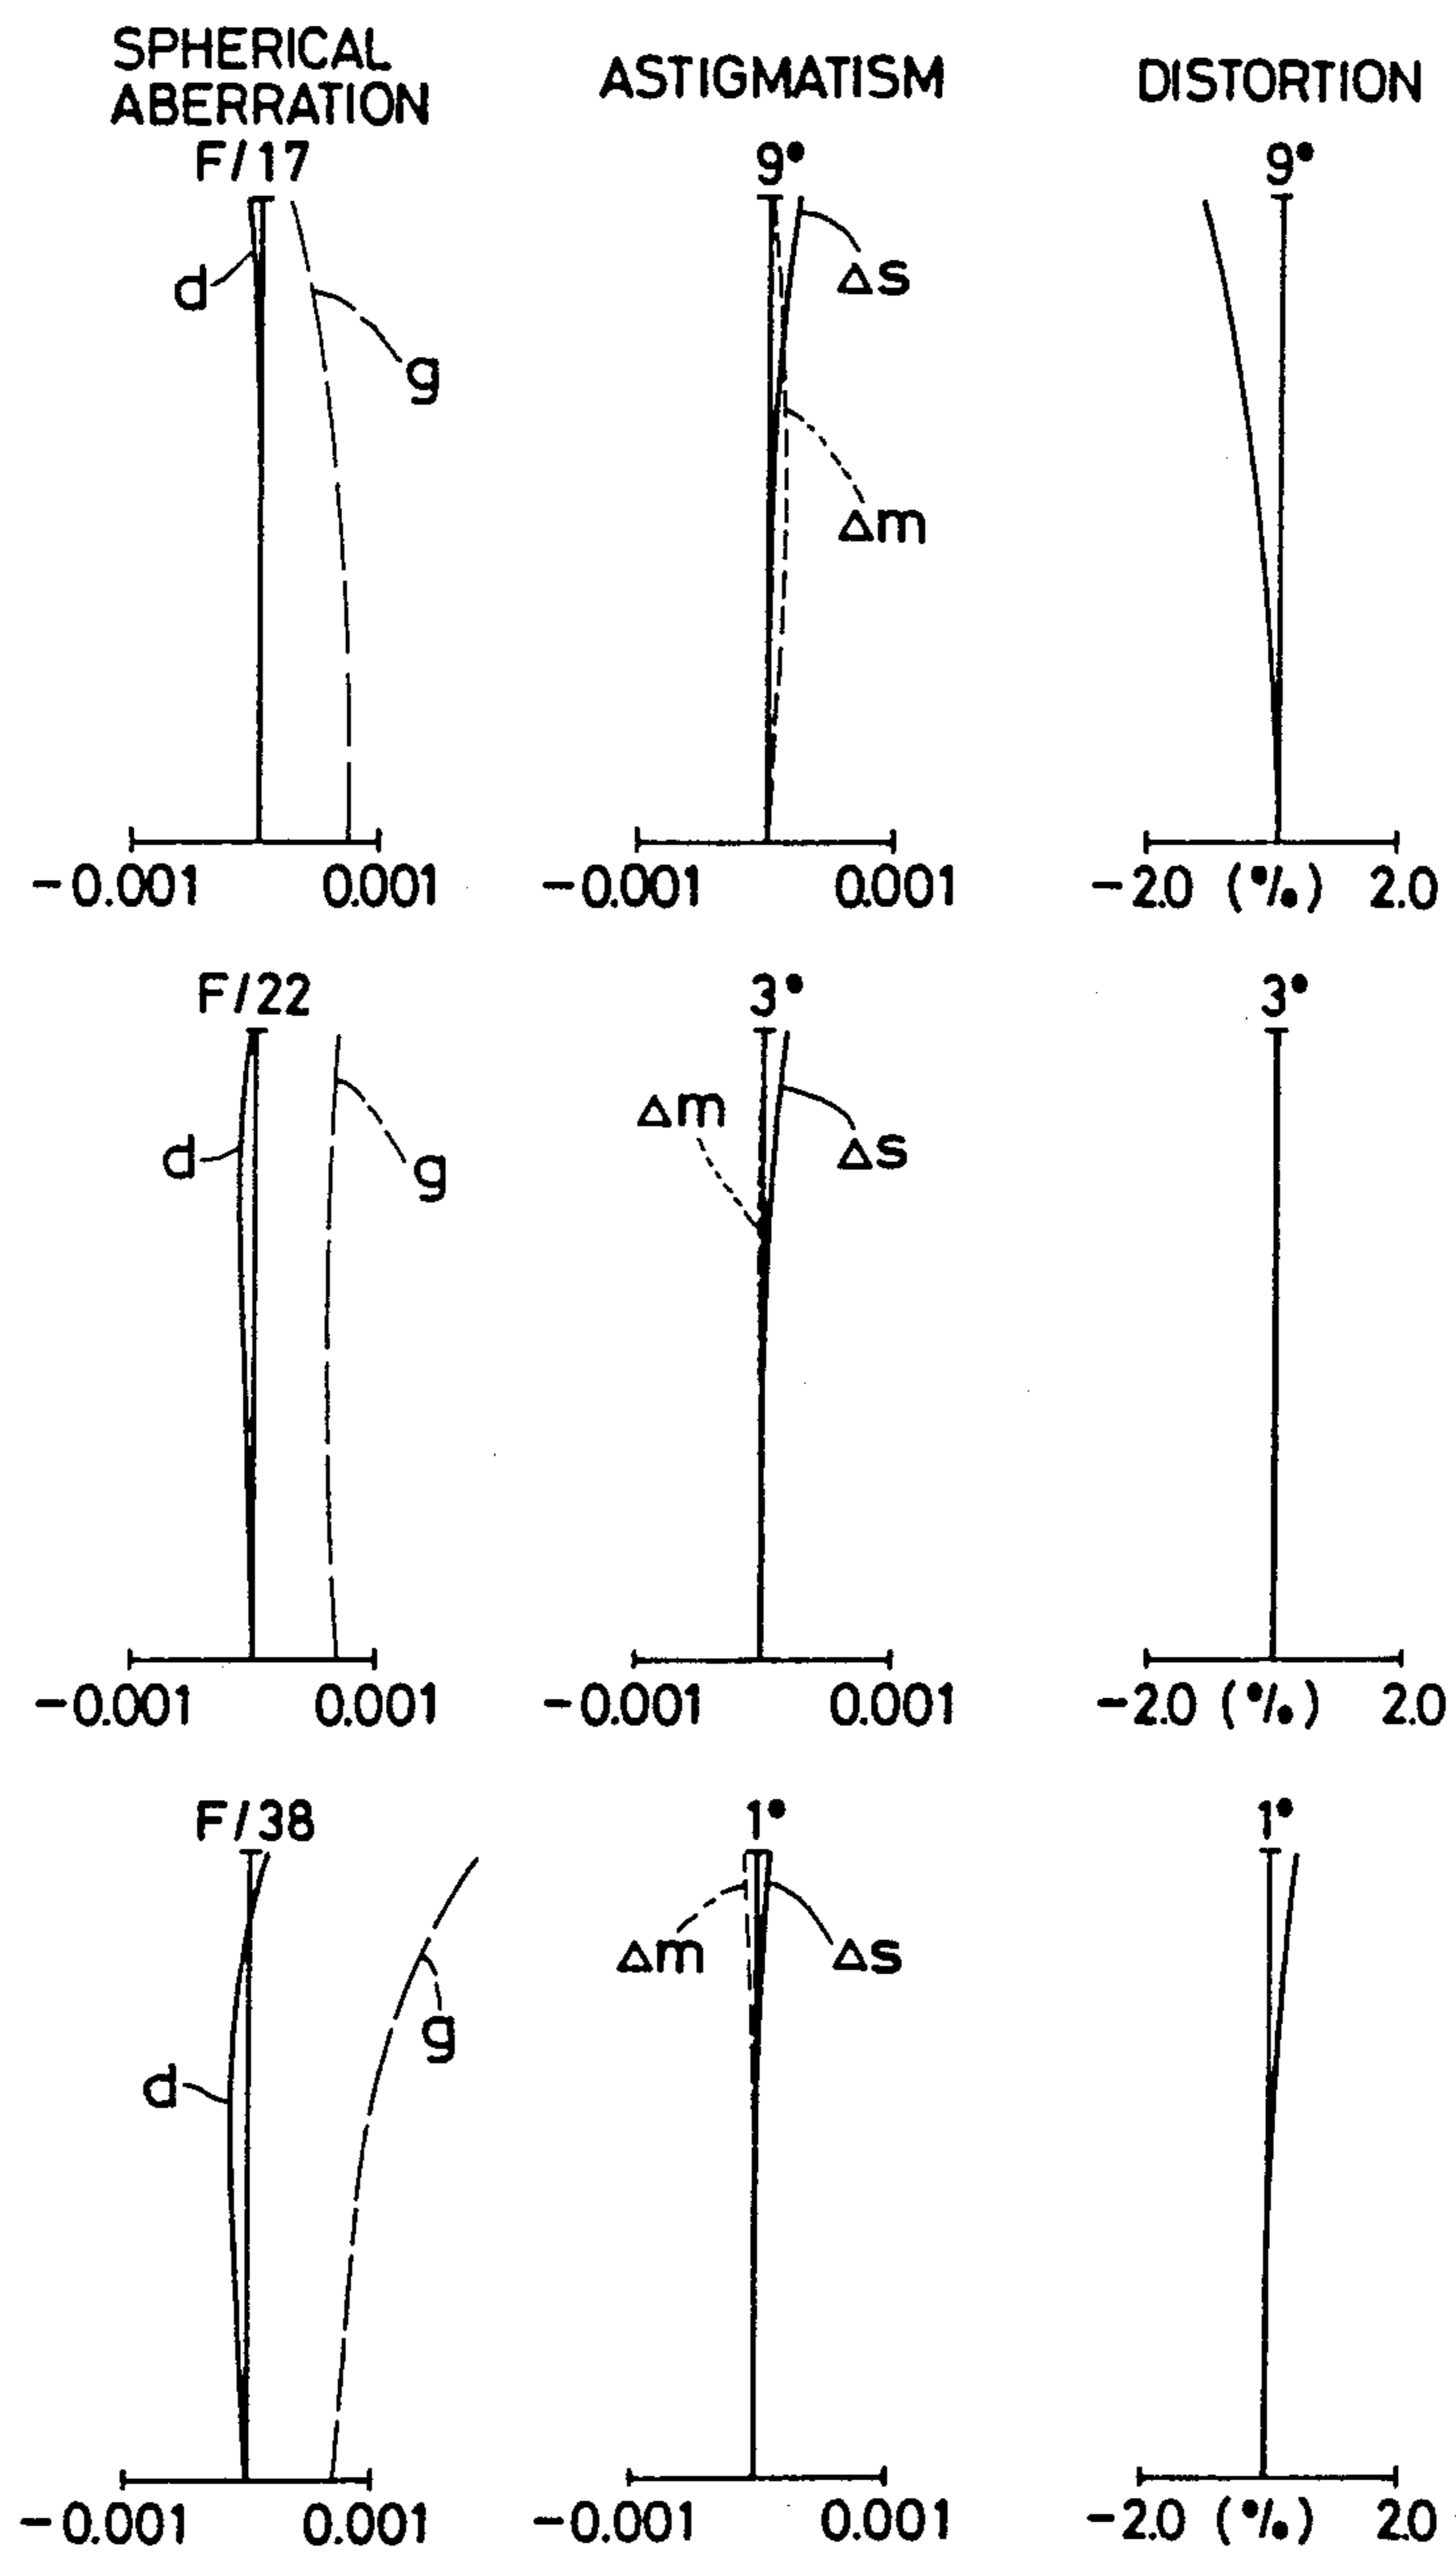 SPHERICAL
ABERRATION
ASTIGMATISM
DISTORTION
F/17
9°
9°
d
g
Δs
Δm
-0.001 0.001
-0.001 0.001
-2.0 (%) 2.0
F/22
3°
3°
d
g
Δm
Δs
-0.001 0.001
-0.001 0.001
-2.0 (%) 2.0
F/38
1°
1°
d
g
Δm
Δs
-0.001 0.001
-0.001 0.001
-2.0 (%) 2.0